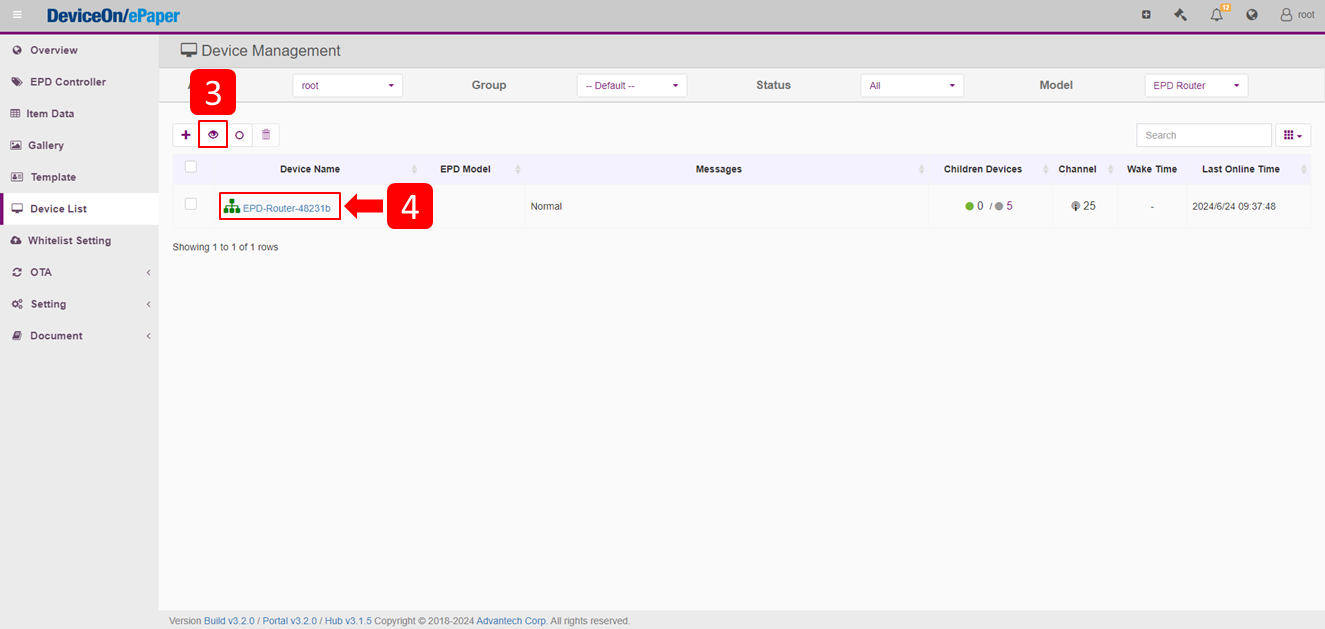 DeviceOn/ePaper
12
root
Overview
EPD Controller
Item Data
Gallery
Template
Device List
Whitelist Setting
OTA
Setting
Document
Device Management
root
Group
-- Default --
Status
All
Model
EPD Router
3
Search
Device Name EPD Model Messages Children Devices Channel Wake Time Last Online Time
EPD-Router-48231b 4 Normal 0 / 5 25 - 2024/6/24 09:37:48
Showing 1 to 1 of 1 rows
Version Build v3.2.0 / Portal v3.2.0 / Hub v3.1.5 Copyright © 2018-2024 Advantech Corp. All rights reserved.